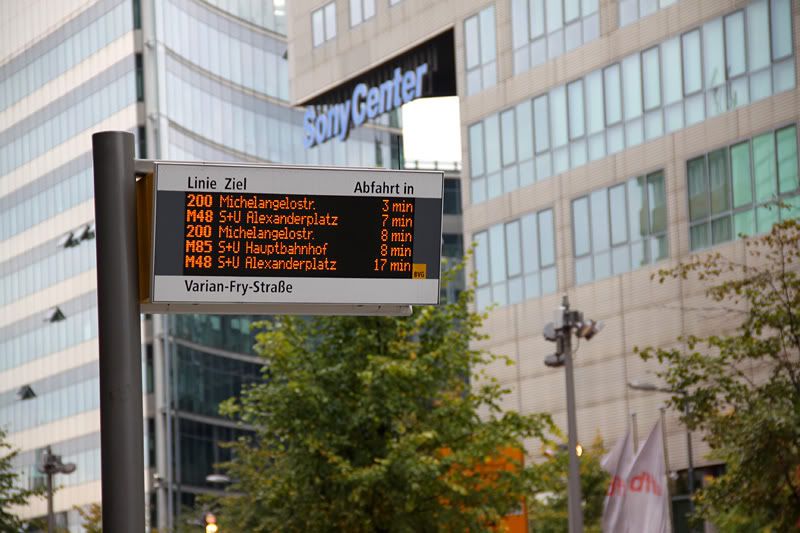 Sony Center
Linie Ziel Abfahrt in
200 Michelangelostr. 3 min
M48 S+U Alexanderplatz 7 min
200 Michelangelostr. 8 min
M85 S+U Hauptbahnhof 8 min
M48 S+U Alexanderplatz 17 min
BVG
Varian-Fry-Straße